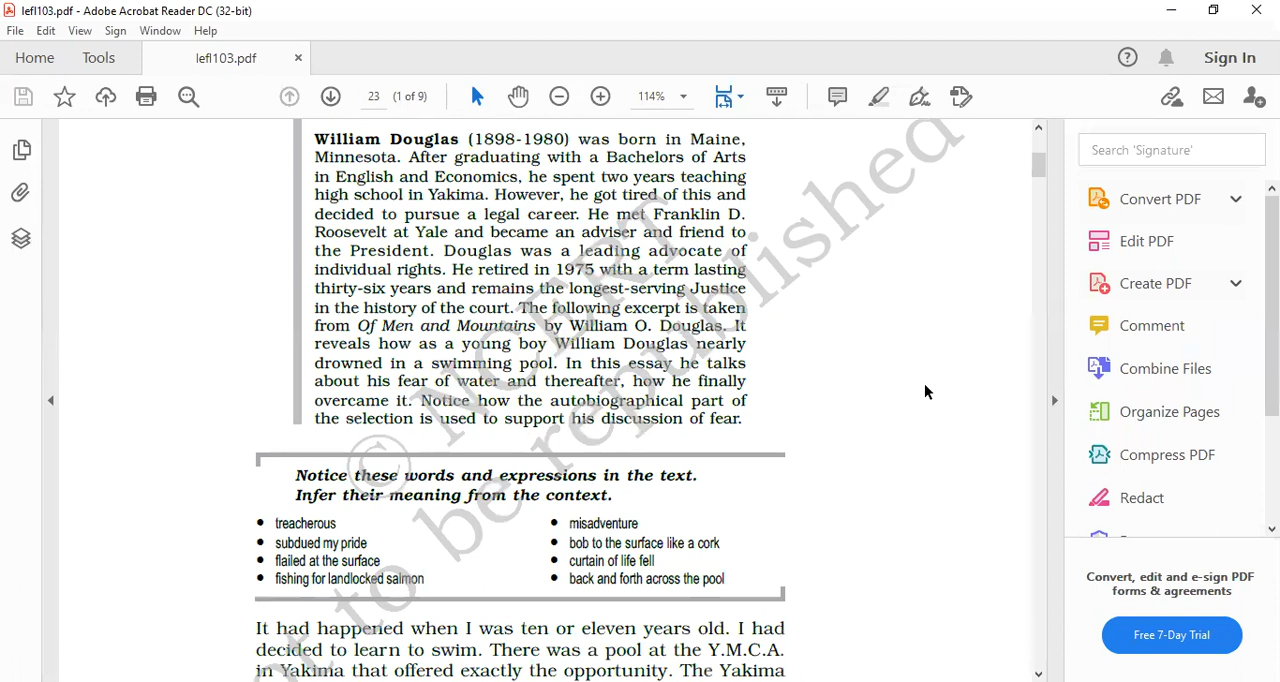 lefl103.pdf - Adobe Acrobat Reader DC (32-bit)
File Edit View Sign Window Help
Home Tools lefl103.pdf × Sign In
23 (1 of 9) 114%
William Douglas (1898-1980) was born in Maine,
Minnesota. After graduating with a Bachelors of Arts
in English and Economics, he spent two years teaching
high school in Yakima. However, he got tired of this and
decided to pursue a legal career. He met Franklin D.
Roosevelt at Yale and became an adviser and friend to
the President. Douglas was a leading advocate of
individual rights. He retired in 1975 with a term lasting
thirty-six years and remains the longest-serving Justice
in the history of the court. The following excerpt is taken
from Of Men and Mountains by William O. Douglas. It
reveals how as a young boy William Douglas nearly
drowned in a swimming pool. In this essay he talks
about his fear of water and thereafter, how he finally
overcame it. Notice how the autobiographical part of
the selection is used to support his discussion of fear.
Notice these words and expressions in the text.
Infer their meaning from the context.
• treacherous
• subdued my pride
• flailed at the surface
• fishing for landlocked salmon
• misadventure
• bob to the surface like a cork
• curtain of life fell
• back and forth across the pool
It had happened when I was ten or eleven years old. I had
decided to learn to swim. There was a pool at the Y.M.C.A.
in Yakima that offered exactly the opportunity. The Yakima
© NCERT
not to be republished
Search 'Signature'
Convert PDF
Edit PDF
Create PDF
Comment
Combine Files
Organize Pages
Compress PDF
Redact
Convert, edit and e-sign PDF
forms & agreements
Free 7-Day Trial